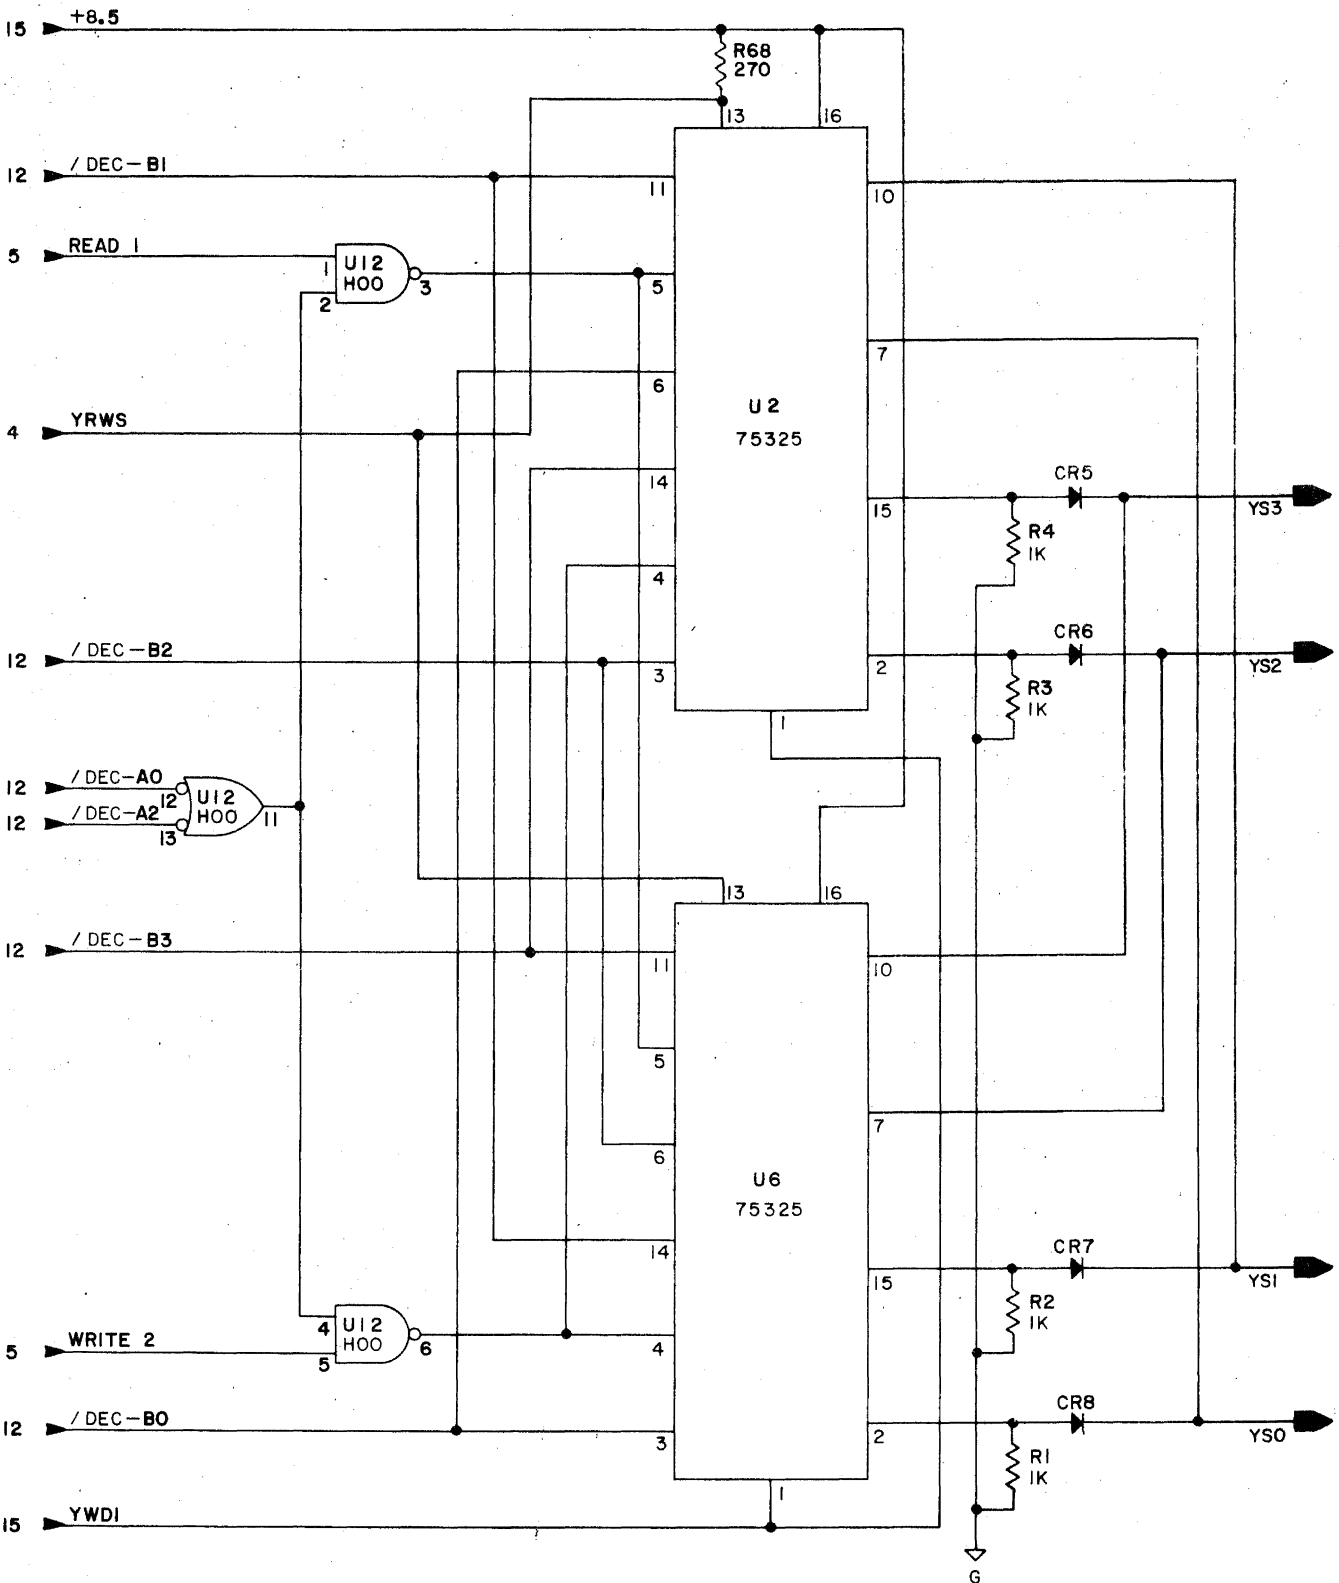 15 +8.5
R68
270
13 16
12 /DEC-B1
11 10
5 READ 1
1 U12
H00
2 3
5
7
6
4 YRWS
U2
75325
14
CR5
15 YS3
R4
1K
4
CR6
12 /DEC-B2
3 2 YS2
R3
1K
1
12 /DEC-A0
12 U12
H00
12 /DEC-A2
13 11
13 16
12 /DEC-B3
11 10
5
7
6
U6
75325
14
CR7
15 YS1
R2
1K
4 U12
H00
5 WRITE 2
5 6
4
CR8
12 /DEC-B0
3 2 YS0
R1
1K
1
15 YWD1
G